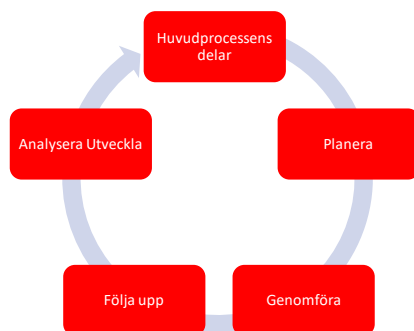 Huvudprocessens
delar
Planera
Genomföra
Följa upp
Analysera Utveckla